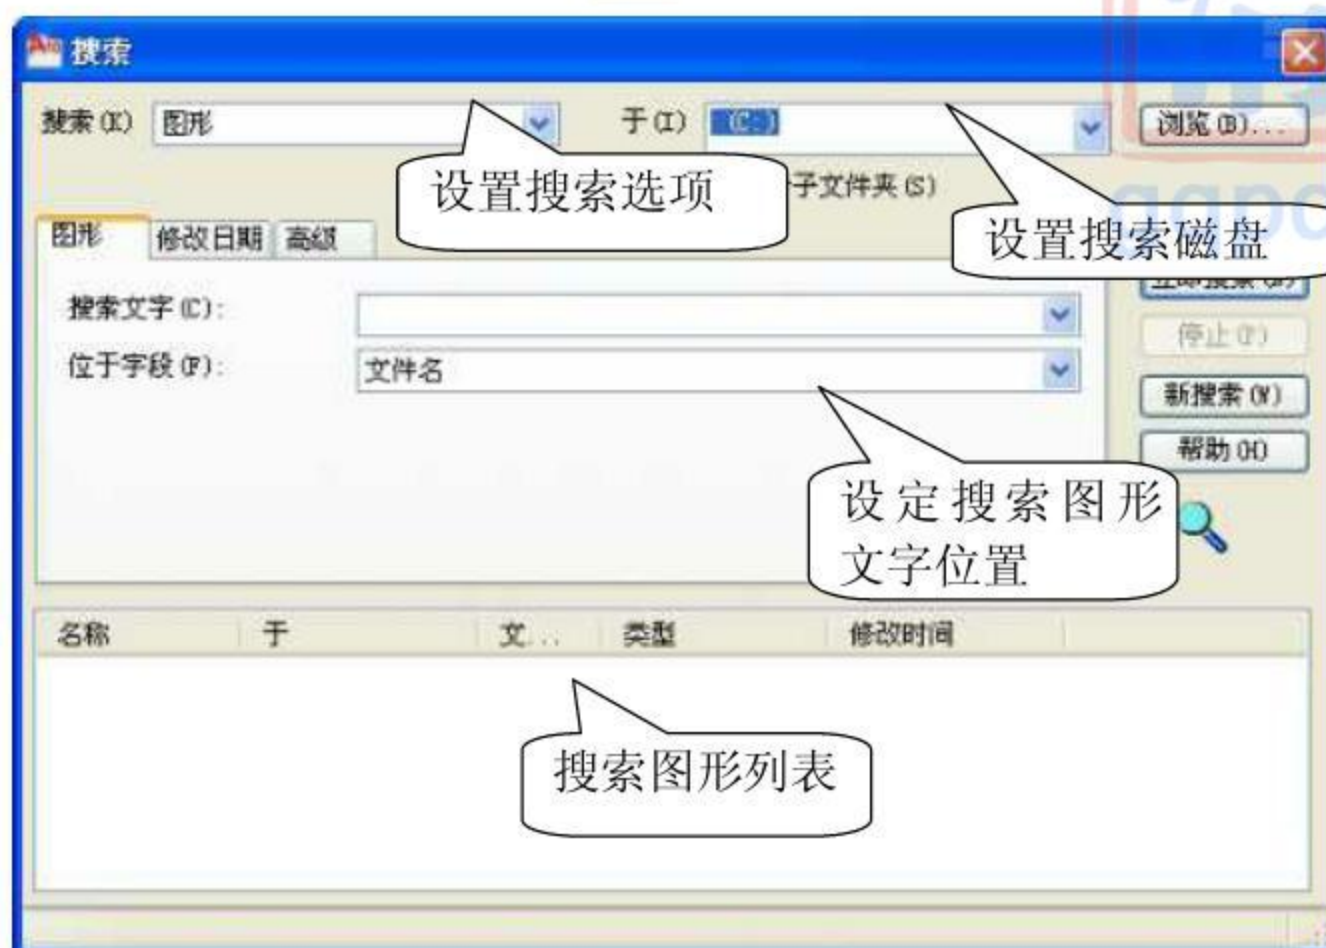 搜索
搜索(K) 图形 于(I) (C:) 浏览(B)...
设置搜索选项
子文件夹(S)
设置搜索磁盘
图形 修改日期 高级
搜索文字(C):
停止(P)
位于字段(F): 文件名
新搜索(W)
帮助(H)
设定搜索图形
文字位置
名称 于 文... 类型 修改时间
搜索图形列表